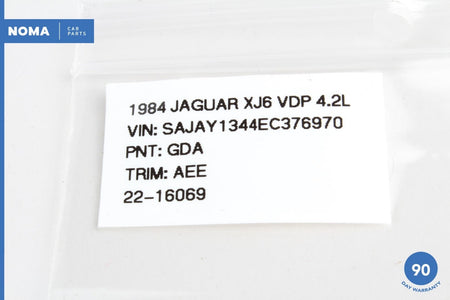 NOMA CAR
PARTS
1984 JAGUAR XJ6 VDP 4.2L
VIN: SAJAY1344EC376970
PNT: GDA
TRIM: AEE
22-16069
90
DAY WARRANTY